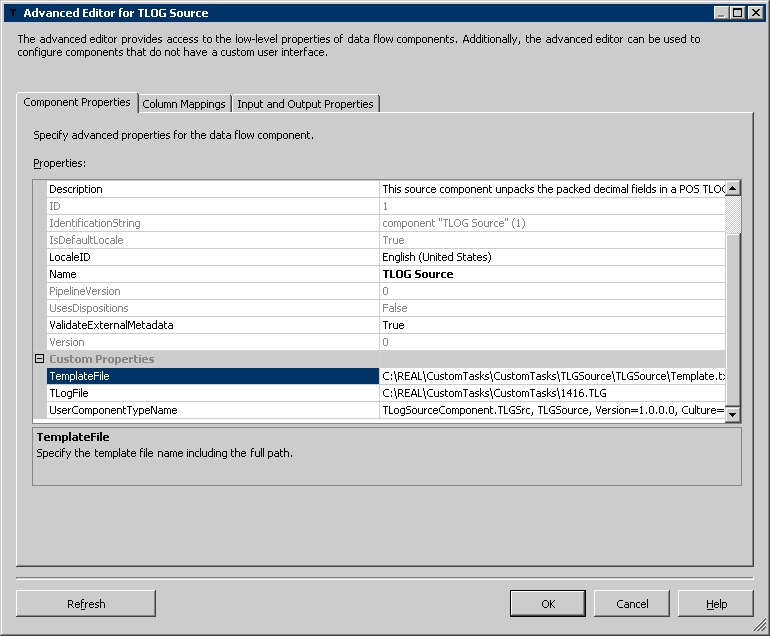 Advanced Editor for TLOG Source
The advanced editor provides access to the low-level properties of data flow components. Additionally, the advanced editor can be used to
configure components that do not have a custom user interface.
Component Properties Column Mappings Input and Output Properties
Specify advanced properties for the data flow component.
Properties:
Description This source component unpacks the packed decimal fields in a POS TLOG
ID 1
IdentificationString component "TLOG Source" (1)
IsDefaultLocale True
LocaleID English (United States)
Name TLOG Source
PipelineVersion 0
UsesDispositions False
ValidateExternalMetadata True
Version 0
Custom Properties
TemplateFile C:\REAL\CustomTasks\CustomTasks\TLGSource\TLGSource\Template.tx
TLogFile C:\REAL\CustomTasks\CustomTasks\1416.TLG
UserComponentTypeName TLogSourceComponent.TLGSrc, TLGSource, Version=1.0.0.0, Culture=
TemplateFile
Specify the template file name including the full path.
Refresh OK Cancel Help